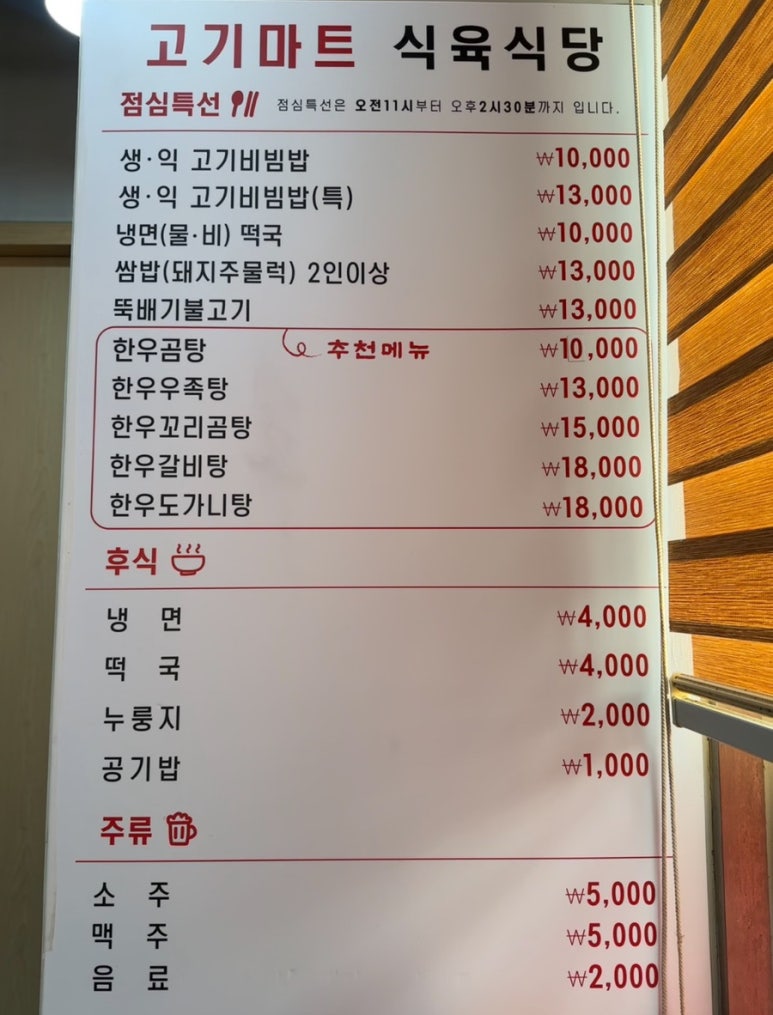 고기마트 식육식당
점심특선 점심특선은 오전11시부터 오후2시30분까지 입니다.
생·익 고기비빔밥 ₩10,000
생·익 고기비빔밥(특) ₩13,000
냉면(물·비) 떡국 ₩10,000
쌈밥(돼지주물럭) 2인이상 ₩13,000
뚝배기불고기 ₩13,000
한우곰탕 추천메뉴 ₩10,000
한우우족탕 ₩13,000
한우꼬리곰탕 ₩15,000
한우갈비탕 ₩18,000
한우도가니탕 ₩18,000
후식
냉 면 ₩4,000
떡 국 ₩4,000
누룽지 ₩2,000
공기밥 ₩1,000
주류
소 주 ₩5,000
맥 주 ₩5,000
음 료 ₩2,000